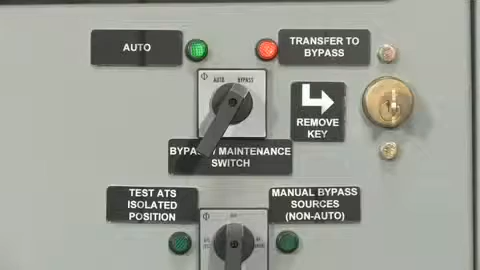 AUTO
TRANSFER TO
BYPASS
AUTO BYPASS
REMOVE
KEY
MAINTENANCE
SWITCH
TEST ATS
ISOLATED
POSITION
MANUAL BYPASS
SOURCES
(NON-AUTO)